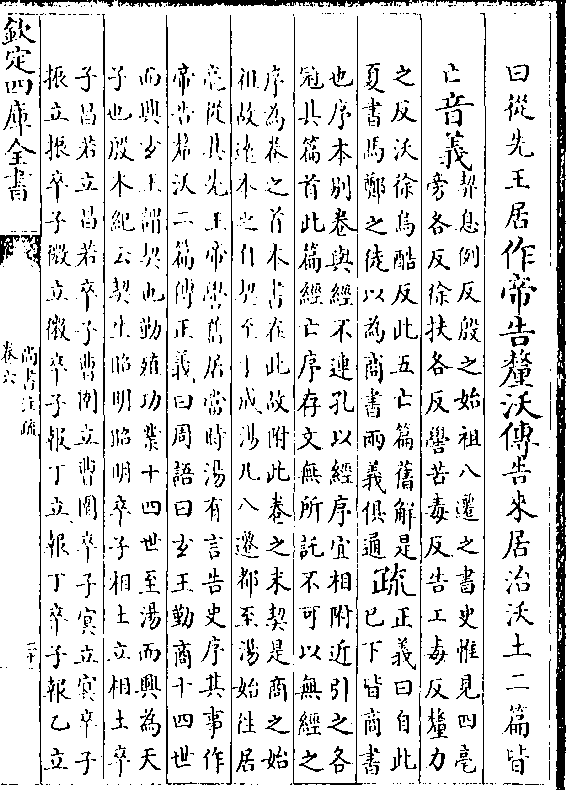 曰從先王居作帝告釐沃傳告來居治沃土二篇皆
亡音義契息例反殷之始祖八遷之書史惟見四亳
旁各反徐扶各反嚳苦毒反告工毒反釐力
之反沃徐烏酷反此五亡篇舊解是
夏書馬鄭之徒以為商書兩義俱通疏正義曰自此
已下皆商書
也序本別卷與經不連孔以經序宜相附近引之各
冠其篇首此篇經亡序存文無所託不可以無經之
序為卷之首本書在此故附此卷之末契是商之始
祖故遠本之自契至于成湯凡八遷都至湯始往居
亳從其先王帝嚳舊居當時湯有言告史序其事作
帝告釐沃二篇傳正義曰周語曰玄王勤商十四世
而興玄王謂契也勤殖功業十四世至湯而興為天
子也殷本紀云契生昭明昭明卒子相土立相土卒
子昌若立昌若卒子曹圉立曹圉卒子冥立冥卒子
振立振卒子微立微卒子報丁立報丁卒子報乙立
欽定四庫全書
尚書注疏
卷六